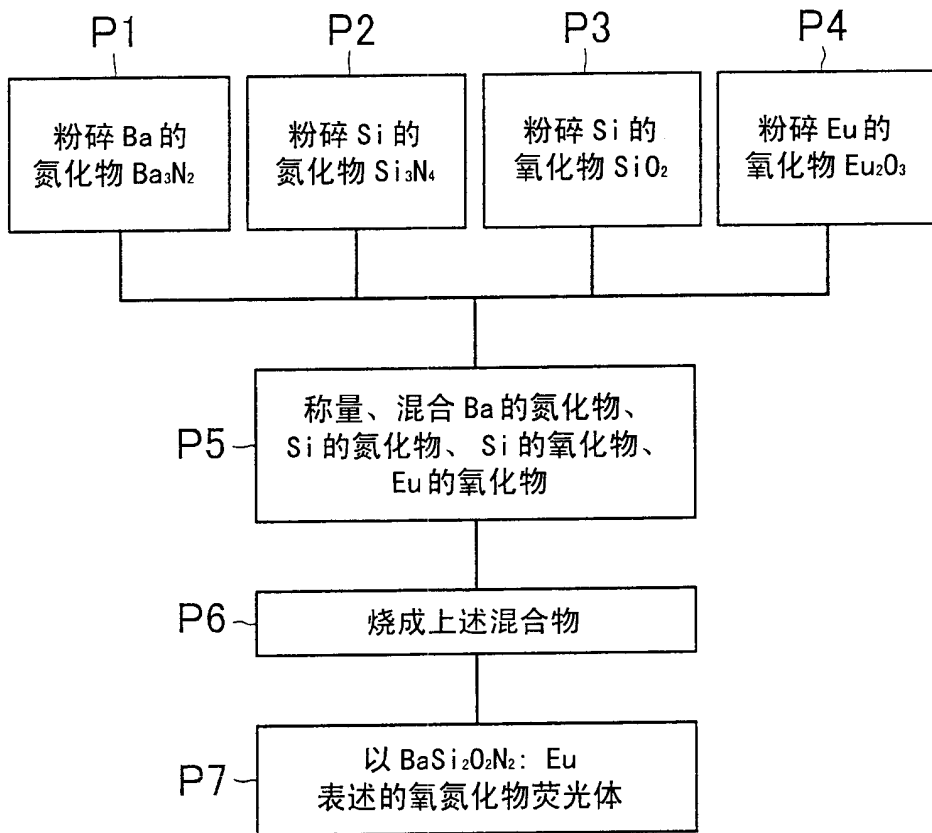 P1
P2
P3
P4
粉碎 Ba 的
氮化物 Ba₃N₂
粉碎 Si 的
氮化物 Si₃N₄
粉碎 Si 的
氧化物 SiO₂
粉碎 Eu 的
氧化物 Eu₂O₃
P5
称量、混合 Ba 的氮化物、
Si 的氮化物、 Si 的氧化物、
Eu 的氧化物
P6
烧成上述混合物
P7
以 BaSi₂O₂N₂: Eu
表述的氧氮化物荧光体